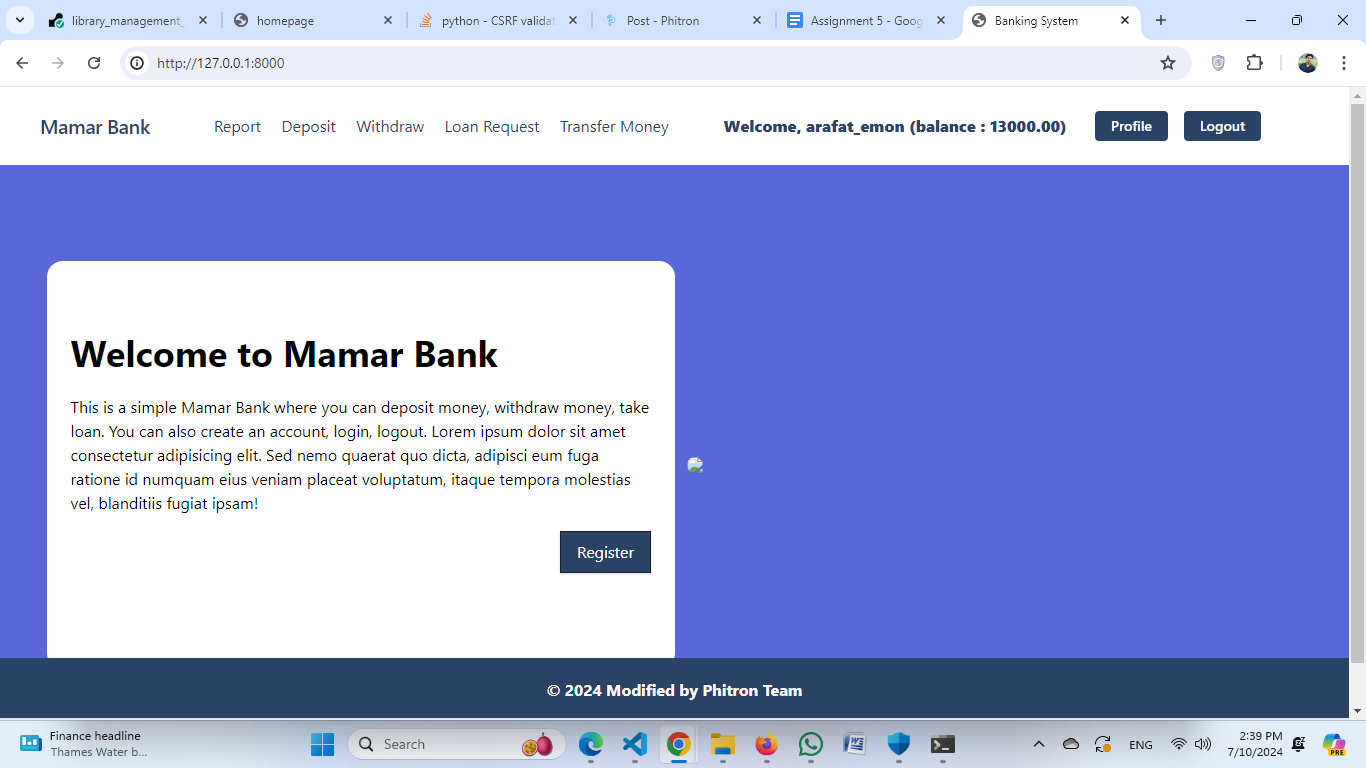 library_management_
homepage
python - CSRF validat
Post - Phitron
Assignment 5 - Goog
Banking System
http://127.0.0.1:8000
Mamar Bank
Report
Deposit
Withdraw
Loan Request
Transfer Money
Welcome, arafat_emon (balance : 13000.00)
Profile
Logout
Welcome to Mamar Bank
This is a simple Mamar Bank where you can deposit money, withdraw money, take
loan. You can also create an account, login, logout. Lorem ipsum dolor sit amet
consectetur adipisicing elit. Sed nemo quaerat quo dicta, adipisci eum fuga
ratione id numquam eius veniam placeat voluptatum, itaque tempora molestias
vel, blanditiis fugiat ipsam!
Register
© 2024 Modified by Phitron Team
Finance headline
Thames Water b...
Search
ENG
2:39 PM
7/10/2024
PRE